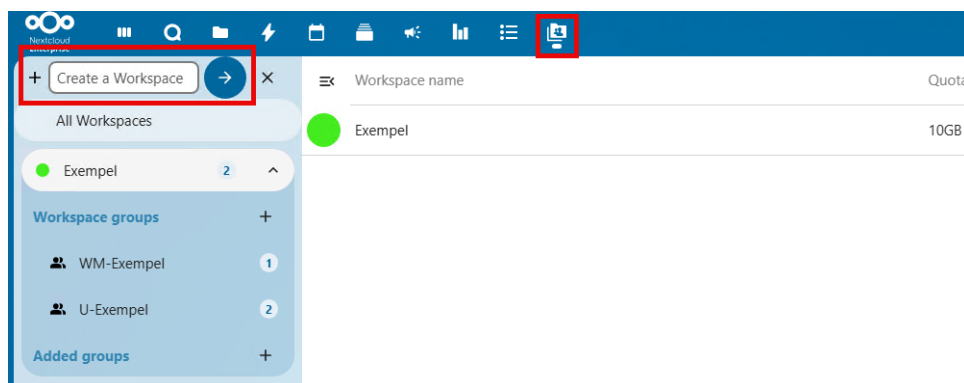 Nextcloud
Enterprise
Create a Workspace
Workspace name
Quota
All Workspaces
Exempel
10GB
Exempel
2
Workspace groups
WM-Exempel
1
U-Exempel
2
Added groups